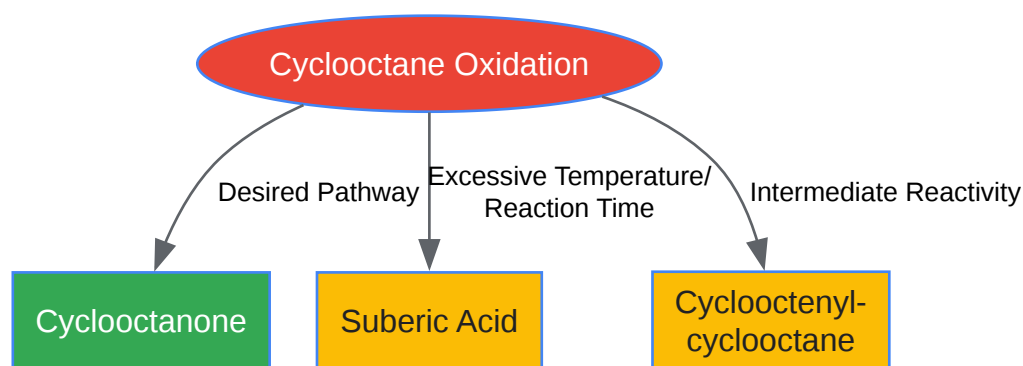 Cyclooctane Oxidation
Desired Pathway
Excessive Temperature/
Reaction Time
Intermediate Reactivity
Cyclooctanone
Suberic Acid
Cyclooctenyl-
cyclooctane